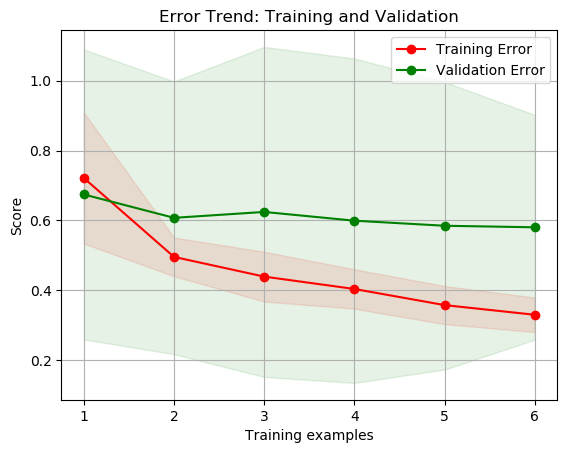 Error Trend: Training and Validation
Training Error
Validation Error
Score
1.0
0.8
0.6
0.4
0.2
1 2 3 4 5 6
Training examples